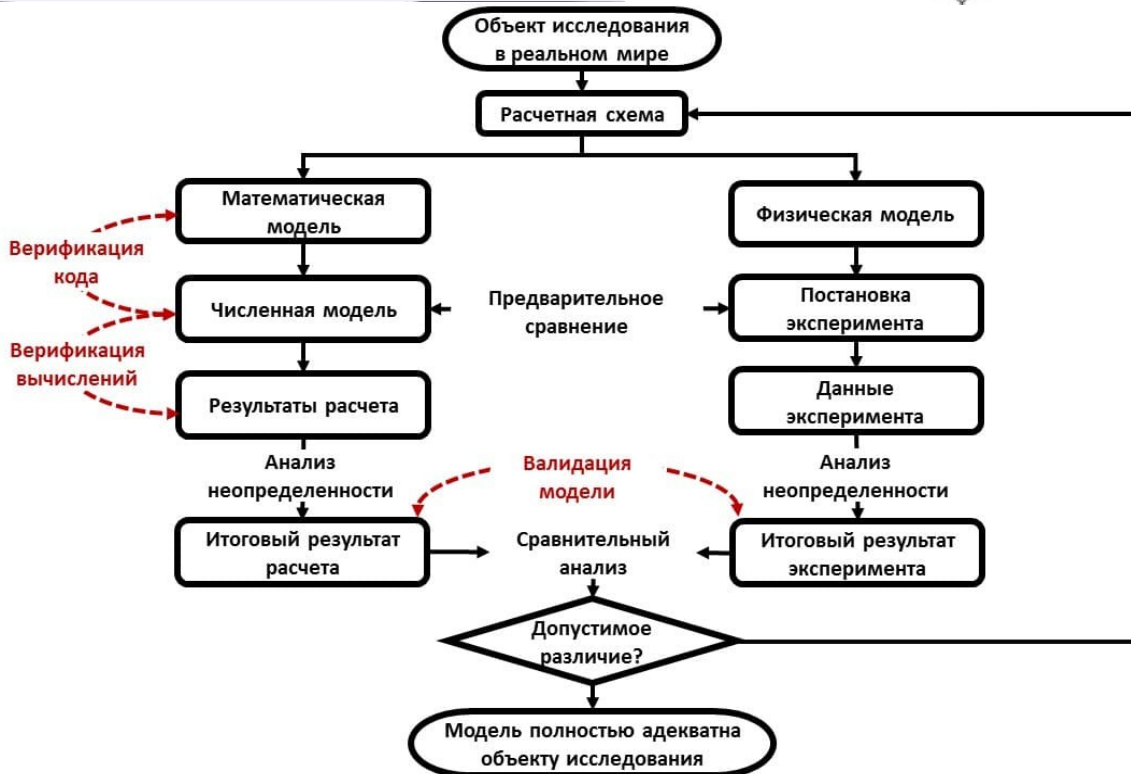 Объект исследования
в реальном мире
Расчетная схема
Математическая
модель
Физическая модель
Верификация
кода
Численная модель
Предварительное
сравнение
Постановка
эксперимента
Верификация
вычислений
Результаты расчета
Данные
эксперимента
Анализ
неопределенности
Валидация
модели
Анализ
неопределенности
Итоговый результат
расчета
Сравнительный
анализ
Итоговый результат
эксперимента
Допустимое
различие?
Модель полностью адекватна
объекту исследования